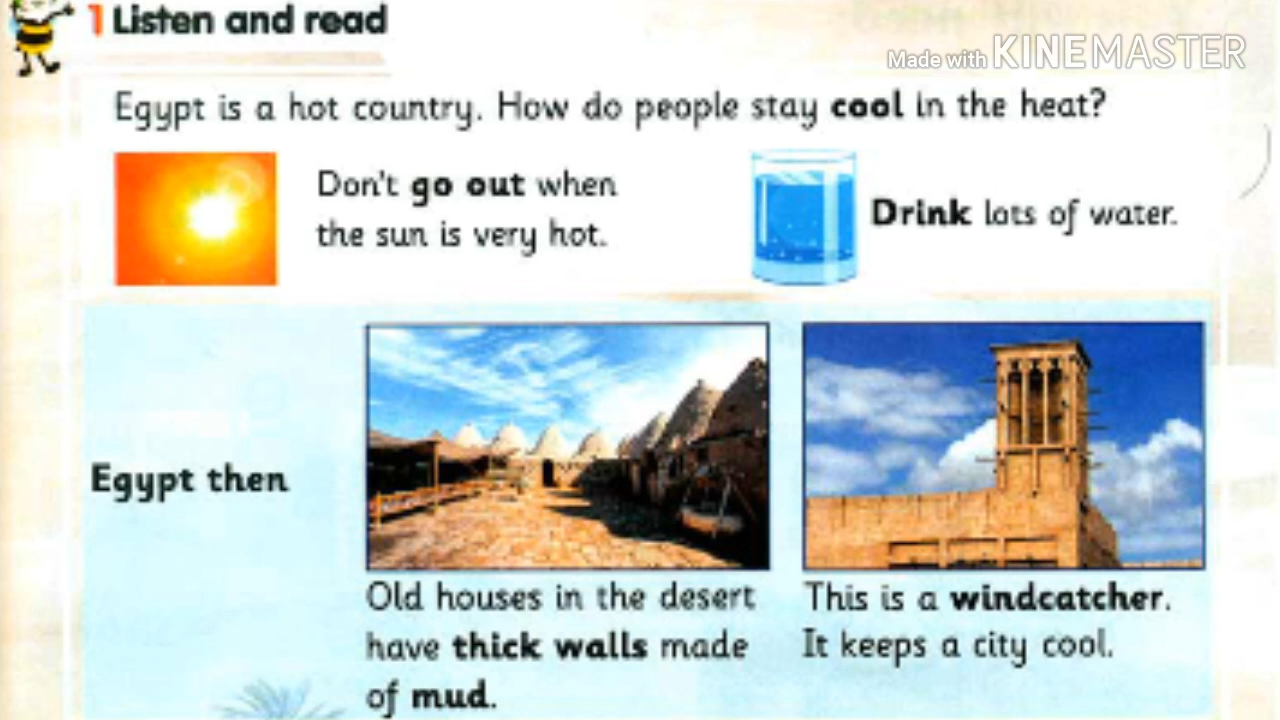 1 Listen and read
Made with KINEMASTER
Egypt is a hot country. How do people stay cool in the heat?
Don't go out when
the sun is very hot.
Drink lots of water.
Egypt then
Old houses in the desert
have thick walls made
of mud.
This is a windcatcher.
It keeps a city cool.